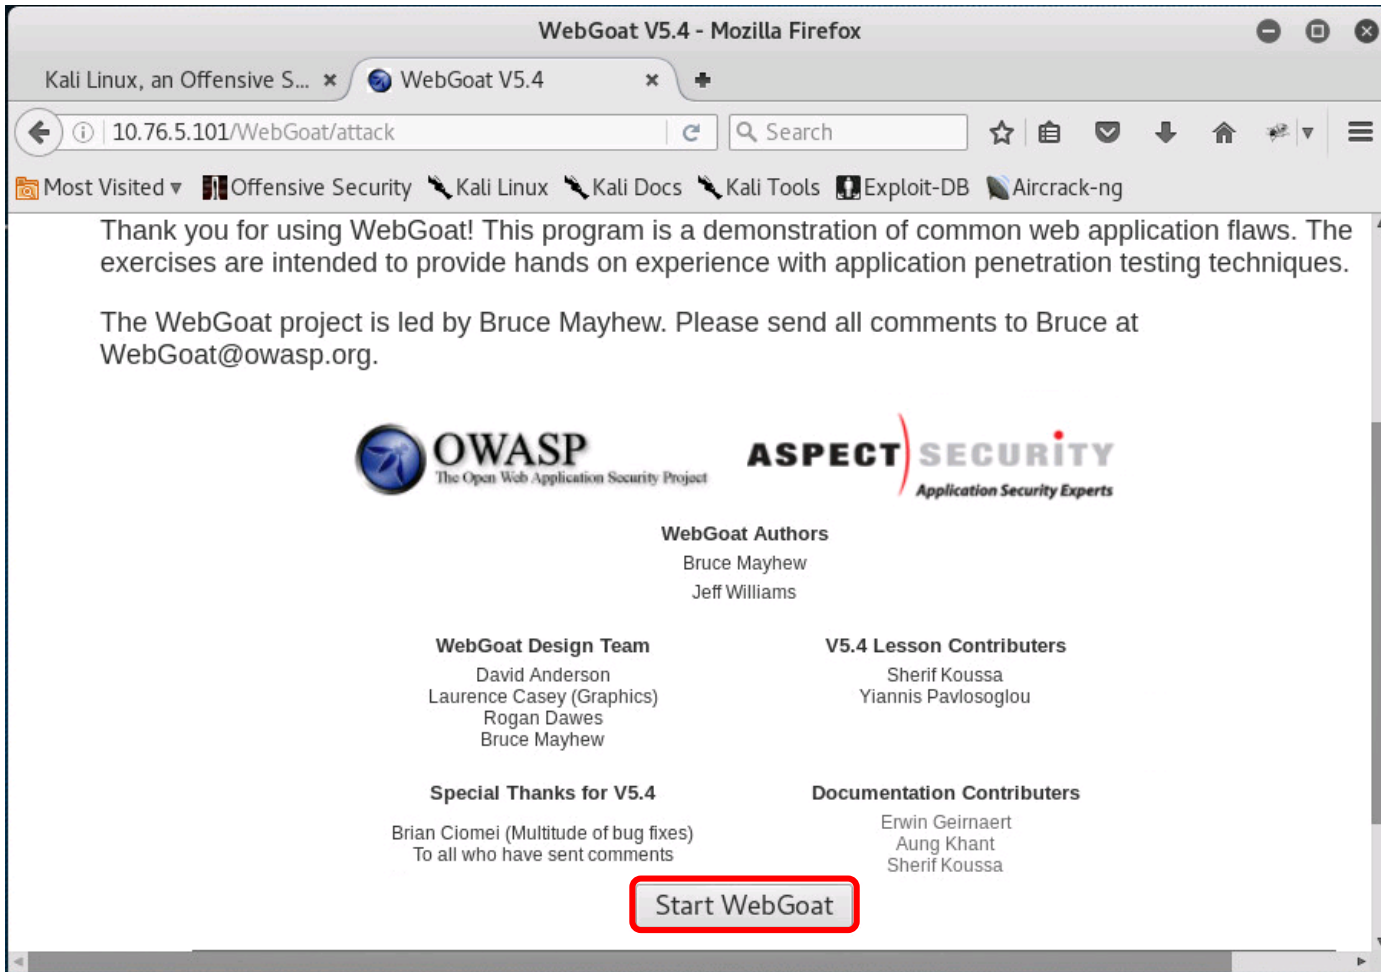 WebGoat V5.4 - Mozilla Firefox
Kali Linux, an Offensive S...
WebGoat V5.4
10.76.5.101/WebGoat/attack
Search
Most Visited
Offensive Security
Kali Linux
Kali Docs
Kali Tools
Exploit-DB
Aircrack-ng
Thank you for using WebGoat! This program is a demonstration of common web application flaws. The
exercises are intended to provide hands on experience with application penetration testing techniques.
The WebGoat project is led by Bruce Mayhew. Please send all comments to Bruce at
WebGoat@owasp.org.
OWASP
The Open Web Application Security Project
ASPECT SECURITY
Application Security Experts
WebGoat Authors
Bruce Mayhew
Jeff Williams
WebGoat Design Team
David Anderson
Laurence Casey (Graphics)
Rogan Dawes
Bruce Mayhew
V5.4 Lesson Contributers
Sherif Koussa
Yiannis Pavlosoglou
Special Thanks for V5.4
Brian Ciomei (Multitude of bug fixes)
To all who have sent comments
Documentation Contributers
Erwin Geirnaert
Aung Khant
Sherif Koussa
Start WebGoat